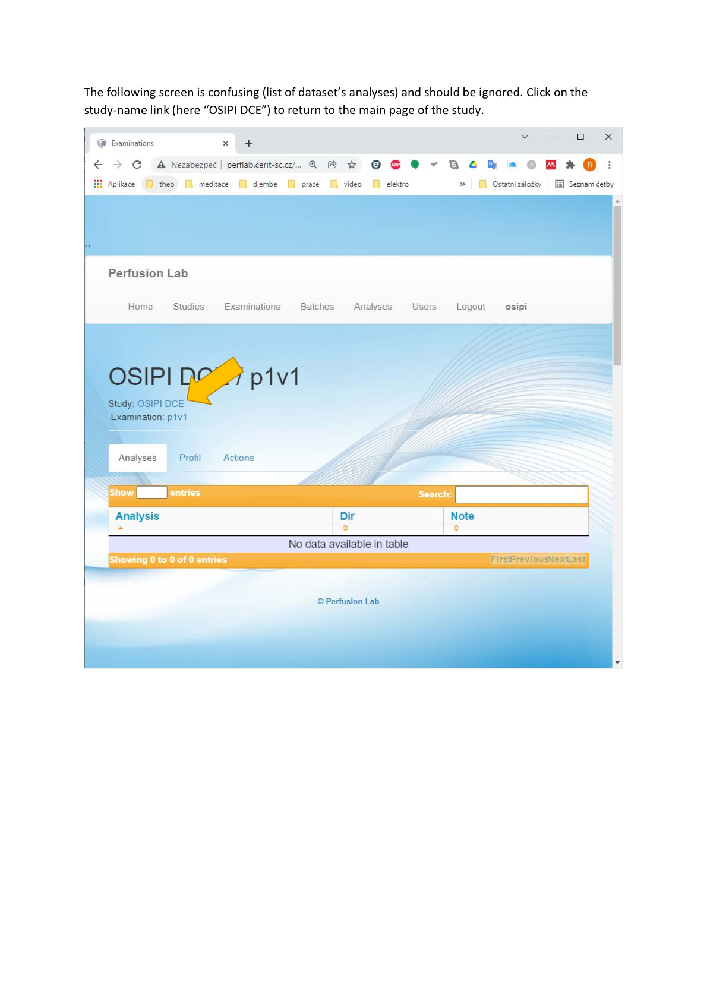 The following screen is confusing (list of dataset’s analyses) and should be ignored. Click on the
study-name link (here “OSIPI DCE”) to return to the main page of the study.
Examinations
Nezabezpeč | perflab.cerit-sc.cz/...
ABP
R
Aplikace theo meditace djembe prace video elektro » Ostatní záložky Seznam četby
..
Perfusion Lab
Home Studies Examinations Batches Analyses Users Logout osipi
OSIPI / p1v1
Study: OSIPI DCE
Examination: p1v1
Analyses Profil Actions
Show entries Search:
Analysis Dir Note
No data available in table
Showing 0 to 0 of 0 entries FirstPreviousNextLast
© Perfusion Lab